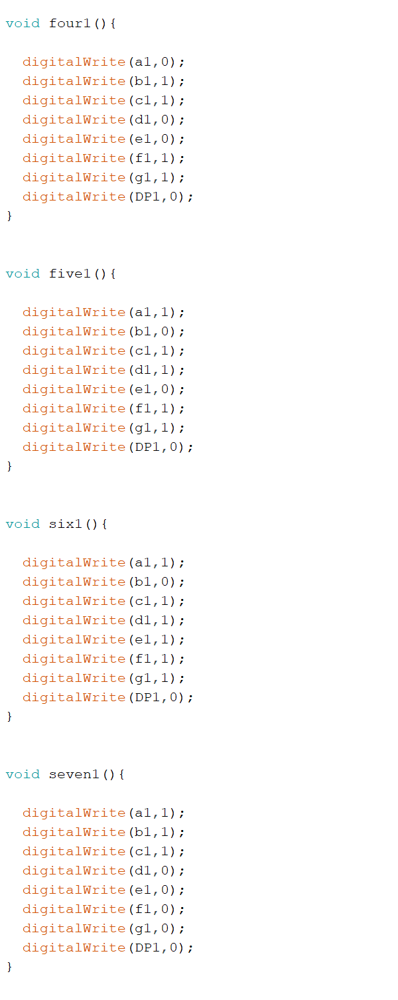 void four1(){
digitalWrite(a1,0);
digitalWrite(b1,1);
digitalWrite(c1,1);
digitalWrite(d1,0);
digitalWrite(e1,0);
digitalWrite(f1,1);
digitalWrite(g1,1);
digitalWrite(DP1,0);
}
void five1(){
digitalWrite(a1,1);
digitalWrite(b1,0);
digitalWrite(c1,1);
digitalWrite(d1,1);
digitalWrite(e1,0);
digitalWrite(f1,1);
digitalWrite(g1,1);
digitalWrite(DP1,0);
}
void six1(){
digitalWrite(a1,1);
digitalWrite(b1,0);
digitalWrite(c1,1);
digitalWrite(d1,1);
digitalWrite(e1,1);
digitalWrite(f1,1);
digitalWrite(g1,1);
digitalWrite(DP1,0);
}
void seven1(){
digitalWrite(a1,1);
digitalWrite(b1,1);
digitalWrite(c1,1);
digitalWrite(d1,0);
digitalWrite(e1,0);
digitalWrite(f1,0);
digitalWrite(g1,0);
digitalWrite(DP1,0);
}